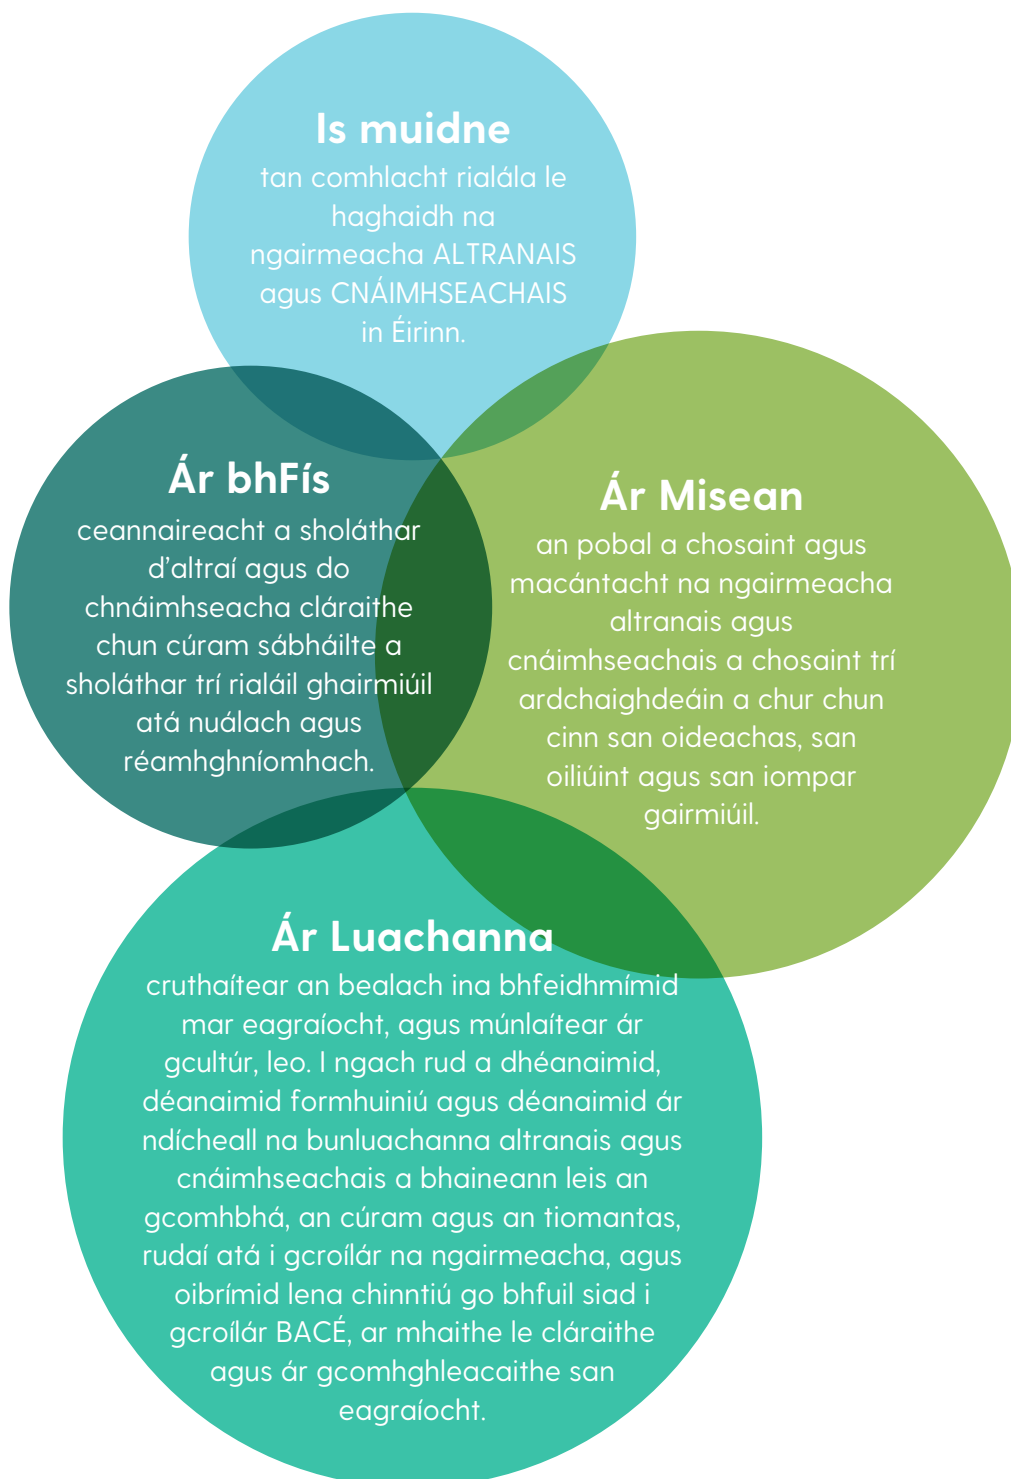 Is muidne
tan comhlacht rialála le
haghaidh na
ngairmeacha ALTRANAIS
agus CNÁIMHSEACHAIS
in Éirinn.
Ár bhFís
ceannaireacht a sholáthar
d'altraí agus do
chnáimhseacha cláraithe
chun cúram sábháilte a
sholáthar trí rialáil ghairmiúil
atá nuálach agus
réamhghníomhach.
Ár Misean
an pobal a chosaint agus
macántacht na ngairmeacha
altranais agus
cnáimhseachais a chosaint trí
ardchaighdeáin a chur chun
cinn san oideachas, san
oiliúint agus san iompar
gairmiúil.
Ár Luachanna
cruthaítear an bealach ina bhfeidhmímid
mar eagraíocht, agus múnlaítear ár
gcultúr, leo. I ngach rud a dhéanaimid,
déanaimid formhuiniú agus déanaimid ár
ndícheall na bunluachanna altranais agus
cnáimhseachais a bhaineann leis an
gcomhbhá, an cúram agus an tiomantas,
rudaí atá i gcroílár na ngairmeacha, agus
oibrímid lena chinntiú go bhfuil siad i
gcroílár BACÉ, ar mhaithe le cláraithe
agus ár gcomhghleacaithe san
eagraíocht.